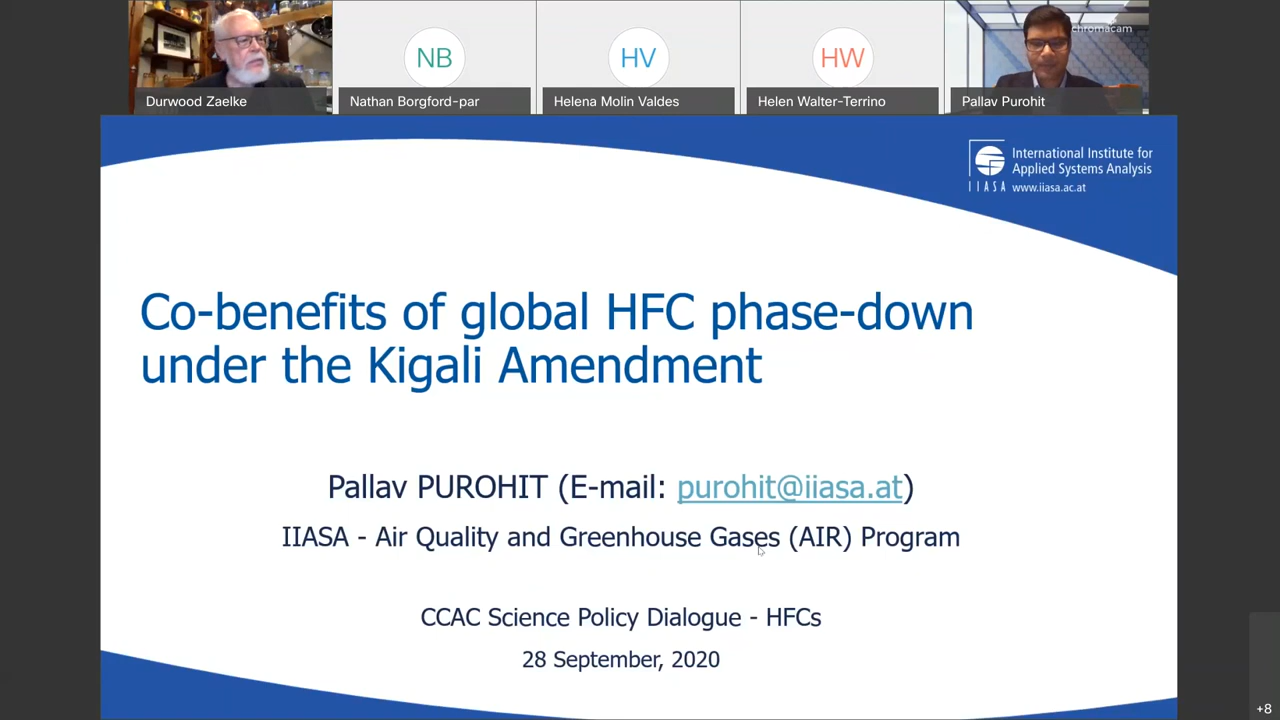 chromacam
NB
HV
HW
Durwood Zaelke
Nathan Borgford-par
Helena Molin Valdes
Helen Walter-Terrino
Pallav Purohit
International Institute for
Applied Systems Analysis
IIASA www.iiasa.ac.at
Co-benefits of global HFC phase-down
under the Kigali Amendment
Pallav PUROHIT (E-mail: purohit@iiasa.at)
IIASA - Air Quality and Greenhouse Gases (AIR) Program
CCAC Science Policy Dialogue - HFCs
28 September, 2020
+8